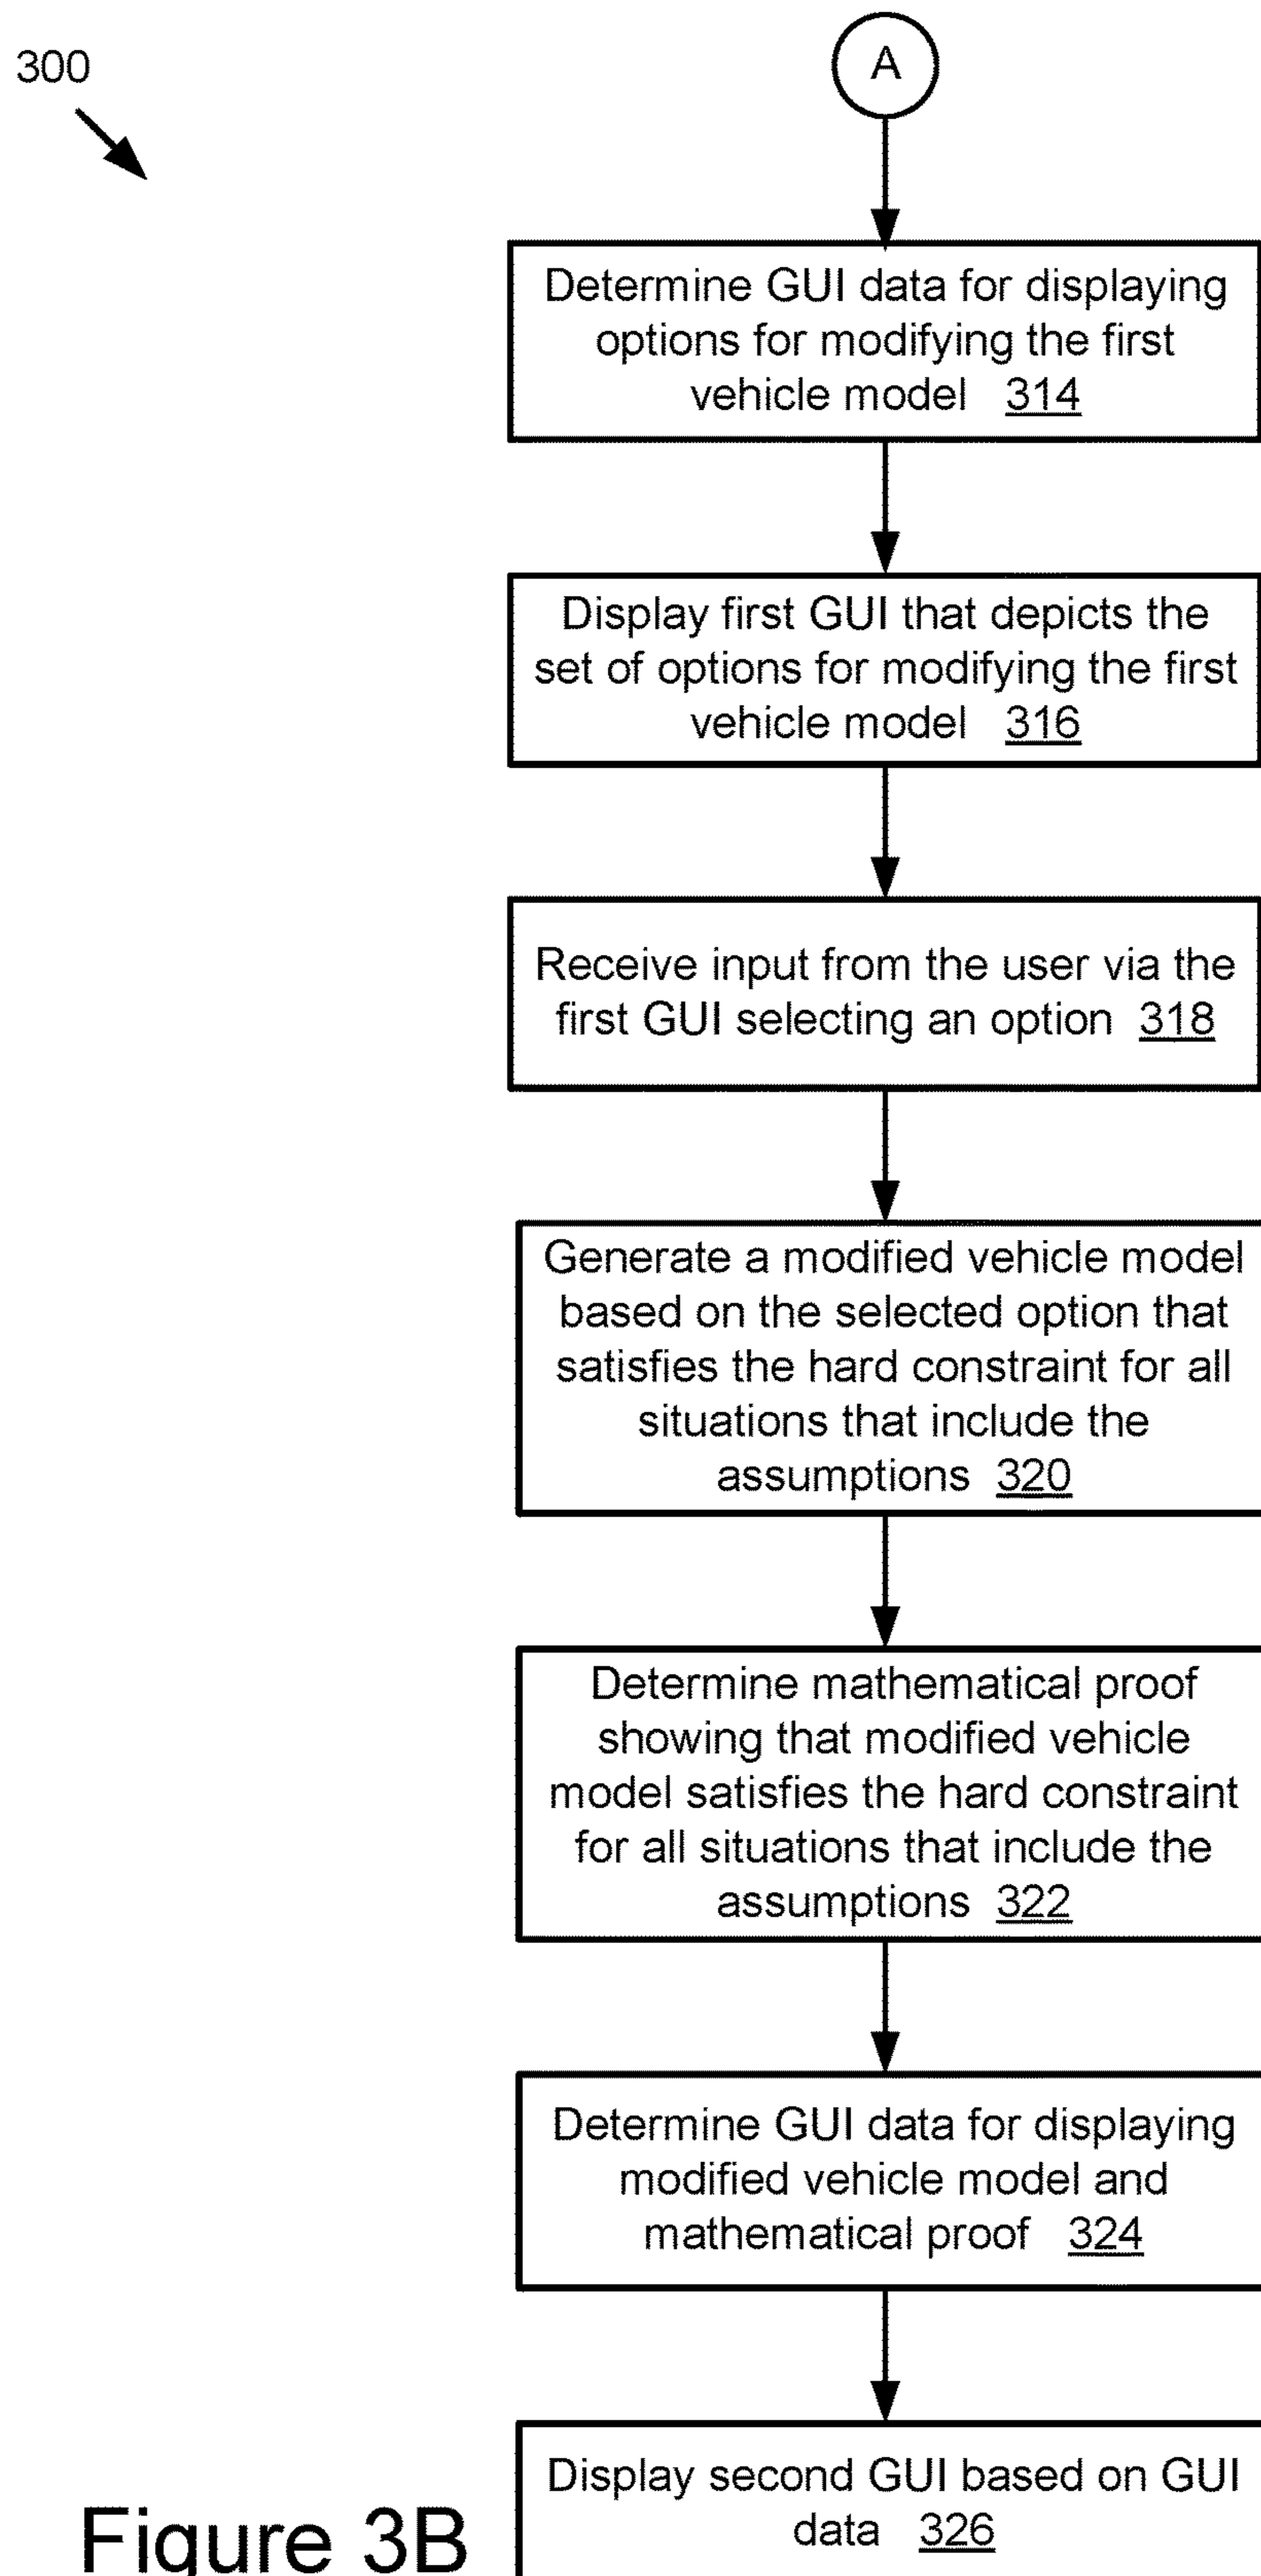 300
A
Determine GUI data for displaying
options for modifying the first
vehicle model 314
Display first GUI that depicts the
set of options for modifying the first
vehicle model 316
Receive input from the user via the
first GUI selecting an option 318
Generate a modified vehicle model
based on the selected option that
satisfies the hard constraint for all
situations that include the
assumptions 320
Determine mathematical proof
showing that modified vehicle
model satisfies the hard constraint
for all situations that include the
assumptions 322
Determine GUI data for displaying
modified vehicle model and
mathematical proof 324
Display second GUI based on GUI
data 326
Figure 3B